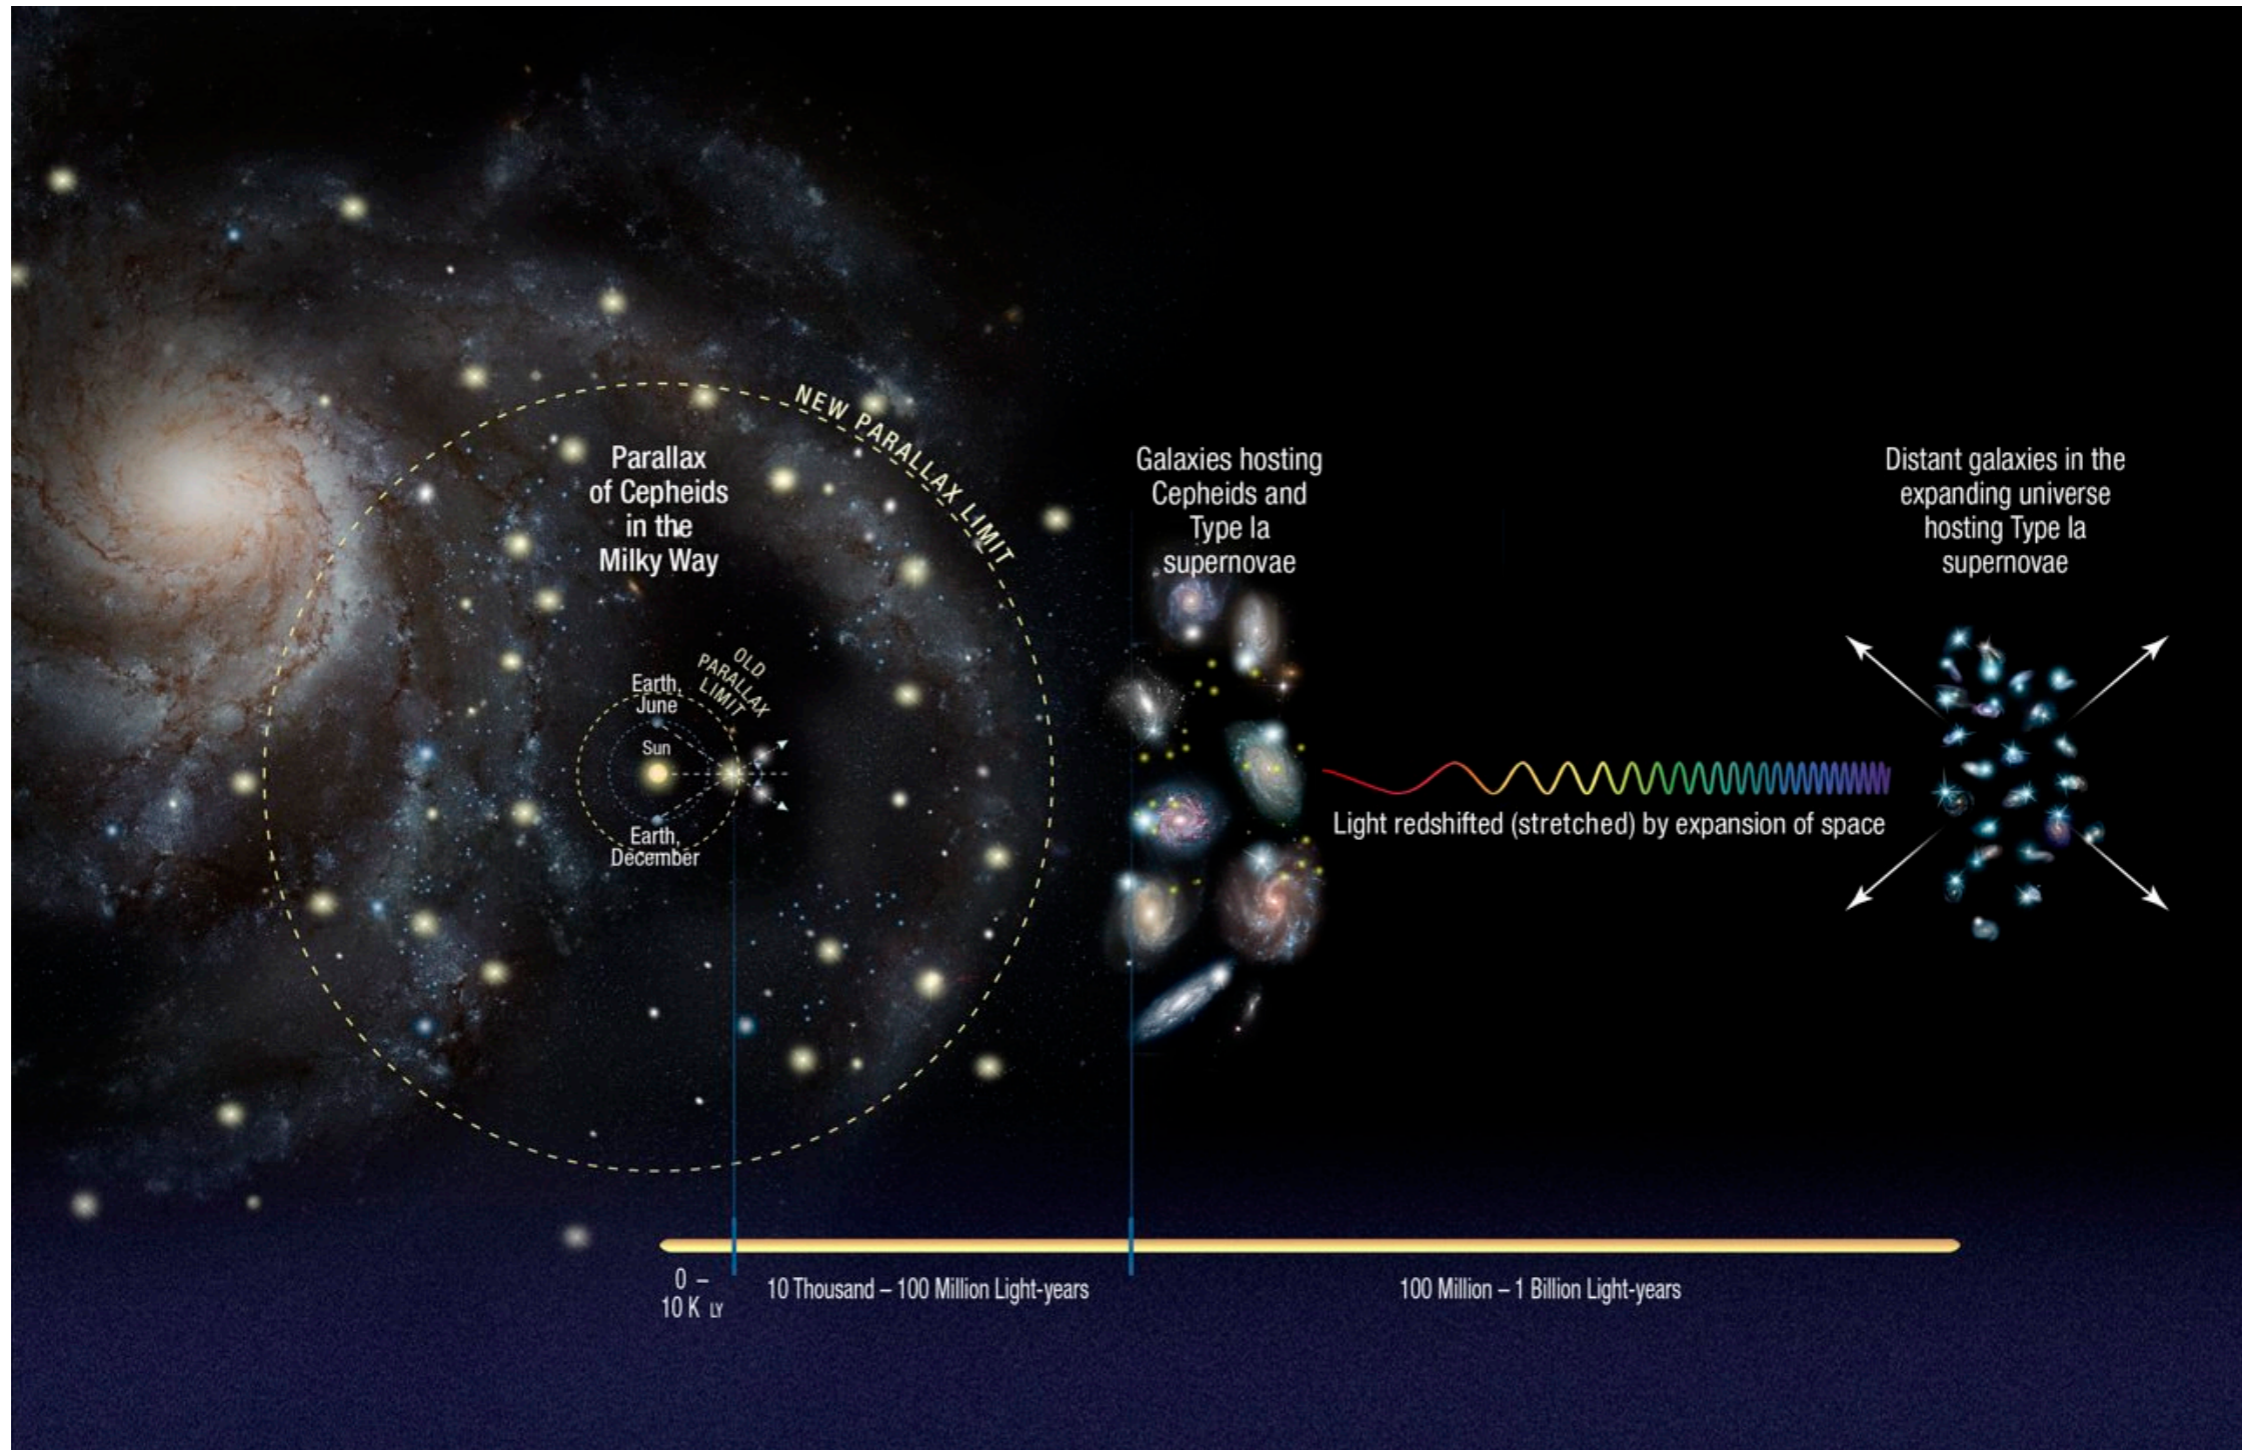 NEW PARALLAX LIMIT
Parallax
of Cepheids
in the
Milky Way
OLD
PARALLAX
LIMIT
Earth,
June
Sun
Earth,
December
Galaxies hosting
Cepheids and
Type Ia
supernovae
Light redshifted (stretched) by expansion of space
Distant galaxies in the
expanding universe
hosting Type Ia
supernovae
0 –
10 K LY
10 Thousand – 100 Million Light-years
100 Million – 1 Billion Light-years